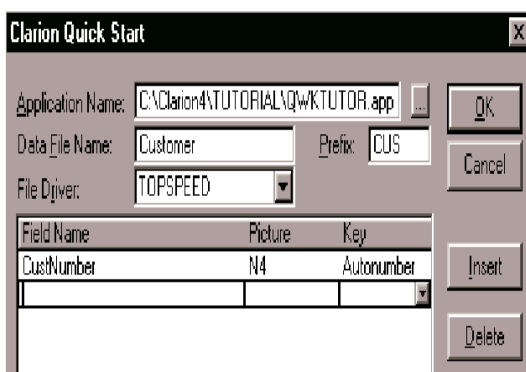 Clarion Quick Start
Application Name: C:\Clarion4\TUTORIAL\QWKTUTOR.app ...
OK
Data File Name: Customer Prefix: CUS
Cancel
File Driver: TOPSPEED
Field Name Picture Key
CustNumber N4 Autonumber
Insert
Delete